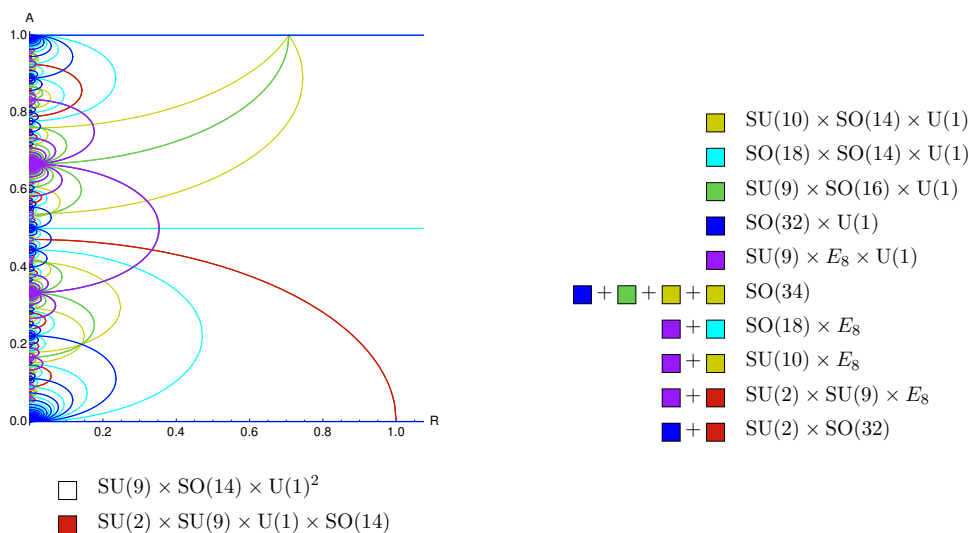 A
1.0
0.8
0.6
0.4
0.2
0.0
0.2 0.4 0.6 0.8 1.0 R
SU(10) × SO(14) × U(1)
SO(18) × SO(14) × U(1)
SU(9) × SO(16) × U(1)
SO(32) × U(1)
SU(9) × E₈ × U(1)
+ + + SO(34)
+ SO(18) × E₈
+ SU(10) × E₈
+ SU(2) × SU(9) × E₈
+ SU(2) × SO(32)
SU(9) × SO(14) × U(1)²
SU(2) × SU(9) × U(1) × SO(14)